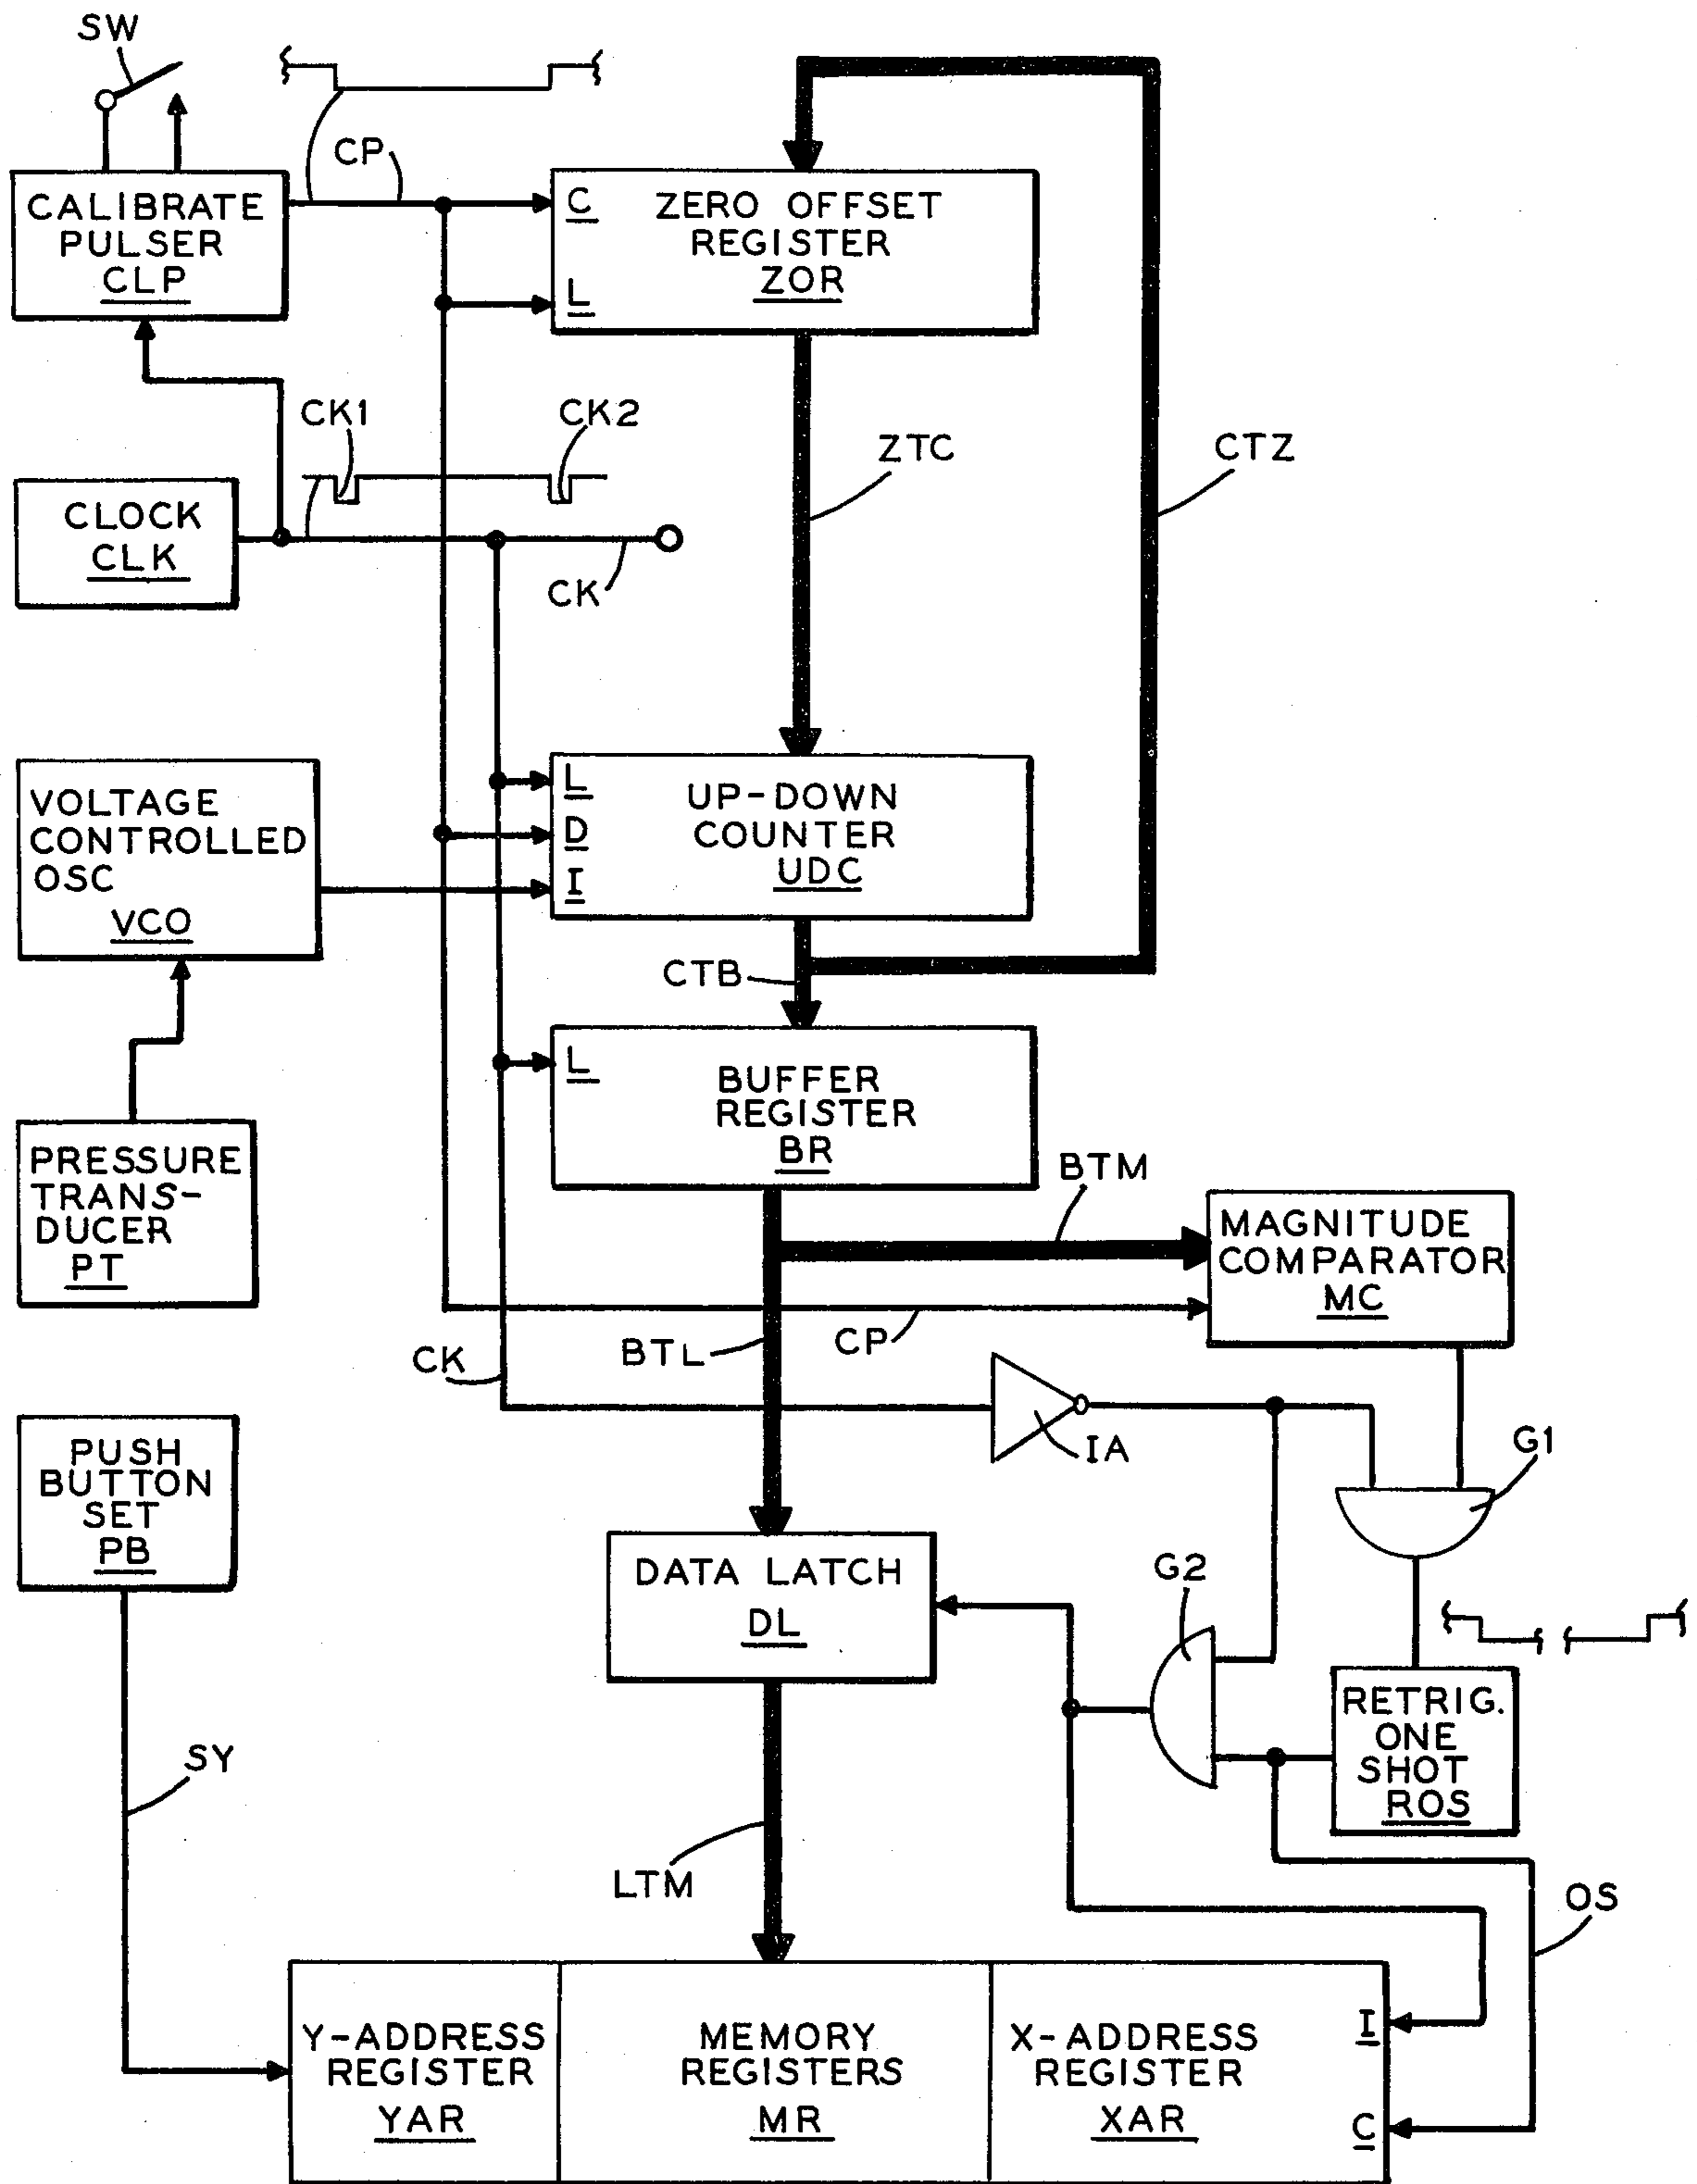 SW
CP
CALIBRATE
PULSER
CLP
C
L
ZERO OFFSET
REGISTER
ZOR
CK1
CK2
ZTC
CTZ
CLOCK
CLK
CK
VOLTAGE
CONTROLLED
OSC
VCO
L
D
I
UP-DOWN
COUNTER
UDC
CTB
L
BUFFER
REGISTER
BR
PRESSURE
TRANS-
DUCER
PT
BTM
MAGNITUDE
COMPARATOR
MC
CP
BTL
CK
IA
G1
PUSH
BUTTON
SET
PB
DATA LATCH
DL
G2
RETRIG.
ONE
SHOT
ROS
SY
LTM
OS
Y-ADDRESS
REGISTER
YAR
MEMORY
REGISTERS
MR
X-ADDRESS
REGISTER
XAR
I
C